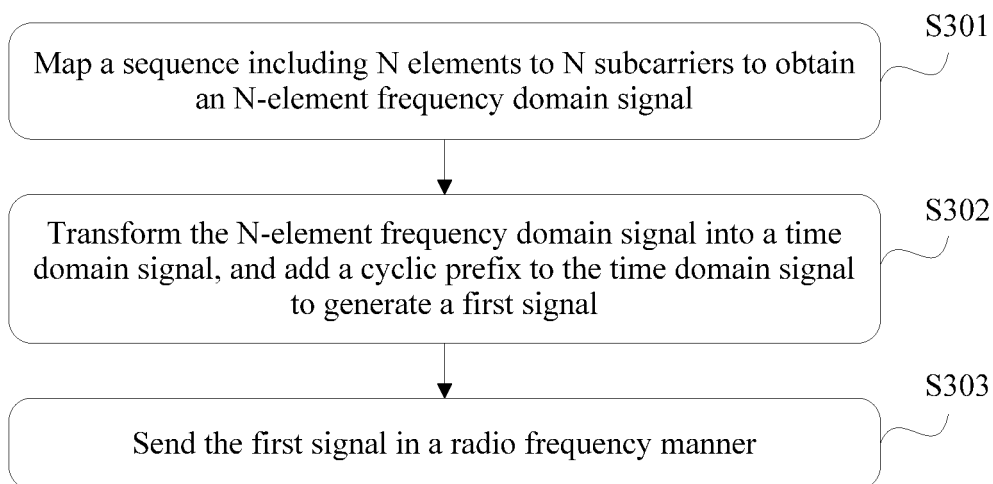 S301
Map a sequence including N elements to N subcarriers to obtain
an N-element frequency domain signal
S302
Transform the N-element frequency domain signal into a time
domain signal, and add a cyclic prefix to the time domain signal
to generate a first signal
S303
Send the first signal in a radio frequency manner